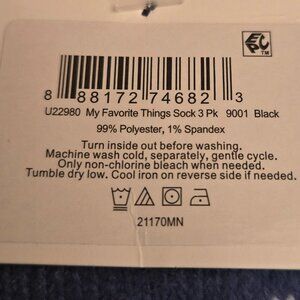 ECP
TM
8 88172 74682 3
U22980 My Favorite Things Sock 3 Pk 9001 Black
99% Polyester, 1% Spandex
Turn inside out before washing.
Machine wash cold, separately, gentle cycle.
Only non-chlorine bleach when needed.
Tumble dry low. Cool iron on reverse side if needed.
21170MN